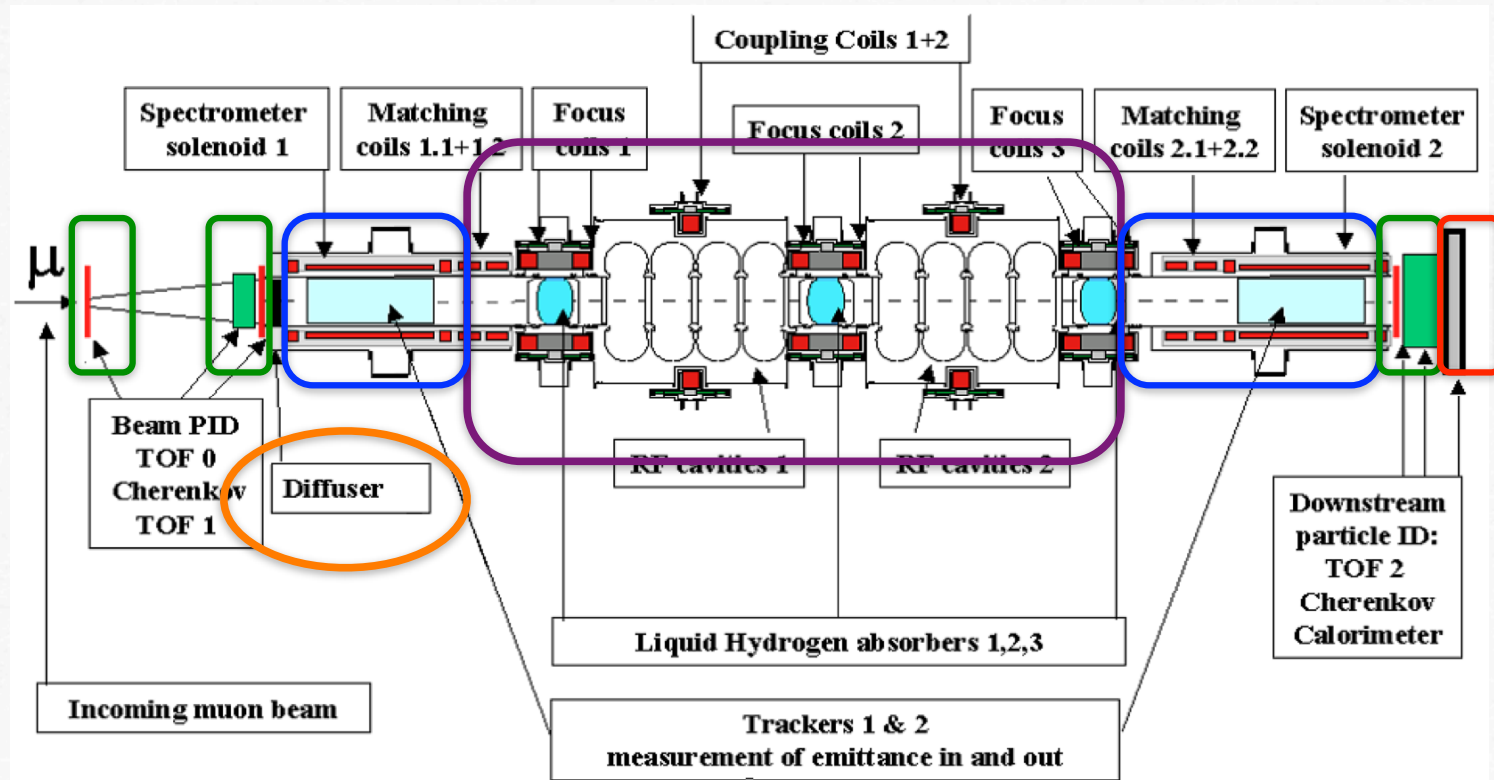 Coupling Coils 1+2
Spectrometer
solenoid 1
Matching
coils 1.1+1.2
Focus
coils 1
Focus coils 2
Focus
coils 3
Matching
coils 2.1+2.2
Spectrometer
solenoid 2
μ
Beam PID
TOF 0
Cherenkov
TOF 1
Diffuser
RF cavities 1
RF cavities 2
Downstream
particle ID:
TOF 2
Cherenkov
Calorimeter
Liquid Hydrogen absorbers 1,2,3
Incoming muon beam
Trackers 1 & 2
measurement of emittance in and out